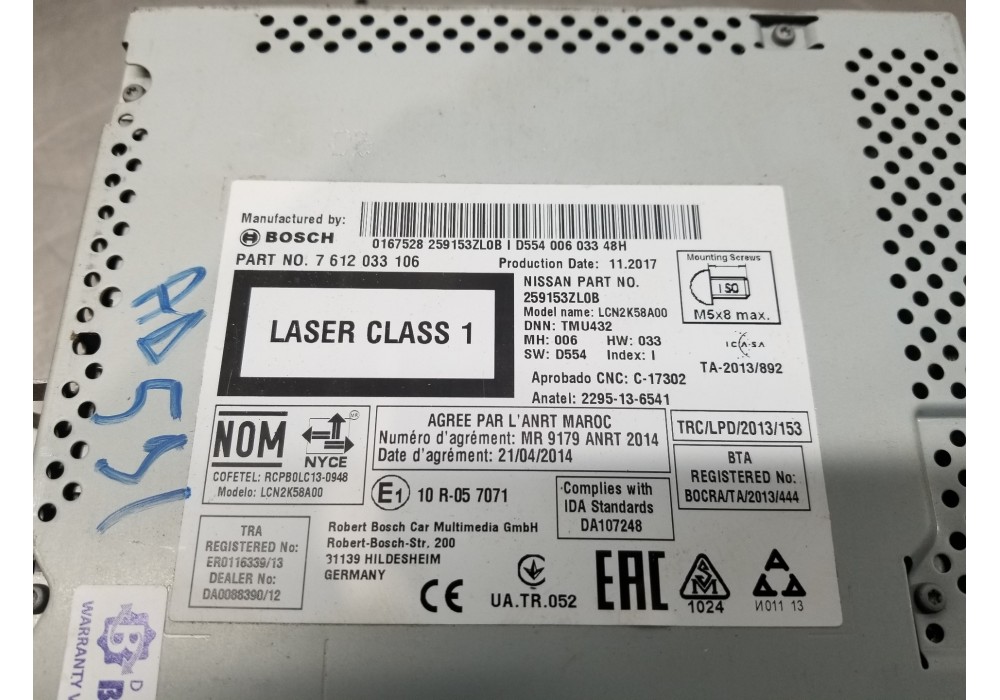 Manufactured by:
BOSCH
0167528 259153ZL0B I D554 006 033 48H
PART NO. 7 612 033 106
Production Date: 11.2017
LASER CLASS 1
NISSAN PART NO.
259153ZL0B
Model name: LCN2K58A00
DNN: TMU432
MH: 006 HW: 033
SW: D554 Index: I
Mounting Screws
ISO
M5x8 max.
ICASA
TA-2013/892
Aprobado CNC: C-17302
Anatel: 2295-13-6541
NOM
NYCE
COFETEL: RCPB0LC13-0948
Modelo: LCN2K58A00
AGREE PAR L'ANRT MAROC
Numéro d'agrément: MR 9179 ANRT 2014
Date d'agrément: 21/04/2014
TRC/LPD/2013/153
BTA
REGISTERED No:
BOCRA/TA/2013/444
E1 10 R-05 7071
Complies with
IDA Standards
DA107248
TRA
REGISTERED No:
ER0116339/13
DEALER No:
DA0088390/12
Robert Bosch Car Multimedia GmbH
Robert-Bosch-Str. 200
31139 HILDESHEIM
GERMANY
CE
UA.TR.052
EAC
1024
И011 13
WARRANTY